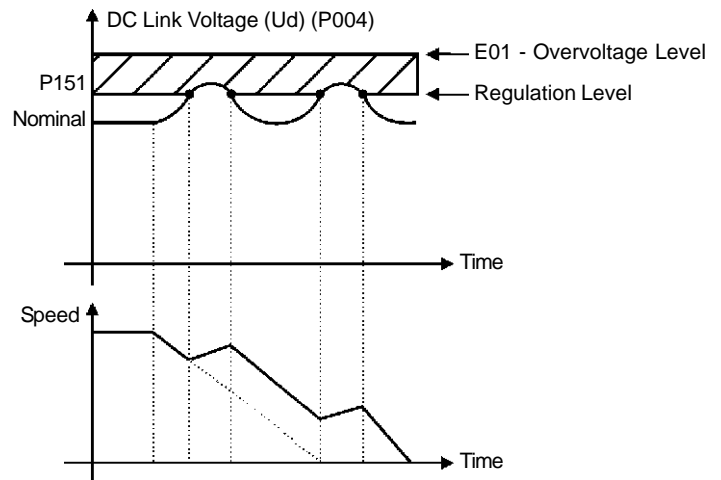 DC Link Voltage (Ud) (P004)
E01 - Overvoltage Level
P151
Regulation Level
Nominal
Time
Speed
Time